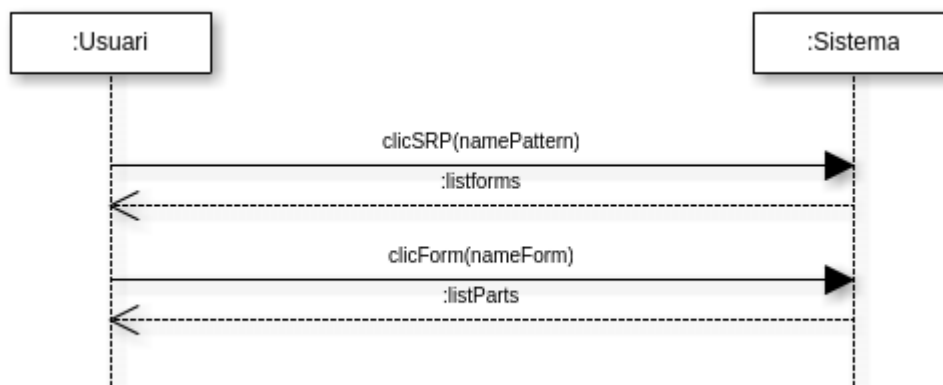 :Usuari
:Sistema
clicSRP(namePattern)
:listforms
clicForm(nameForm)
:listParts